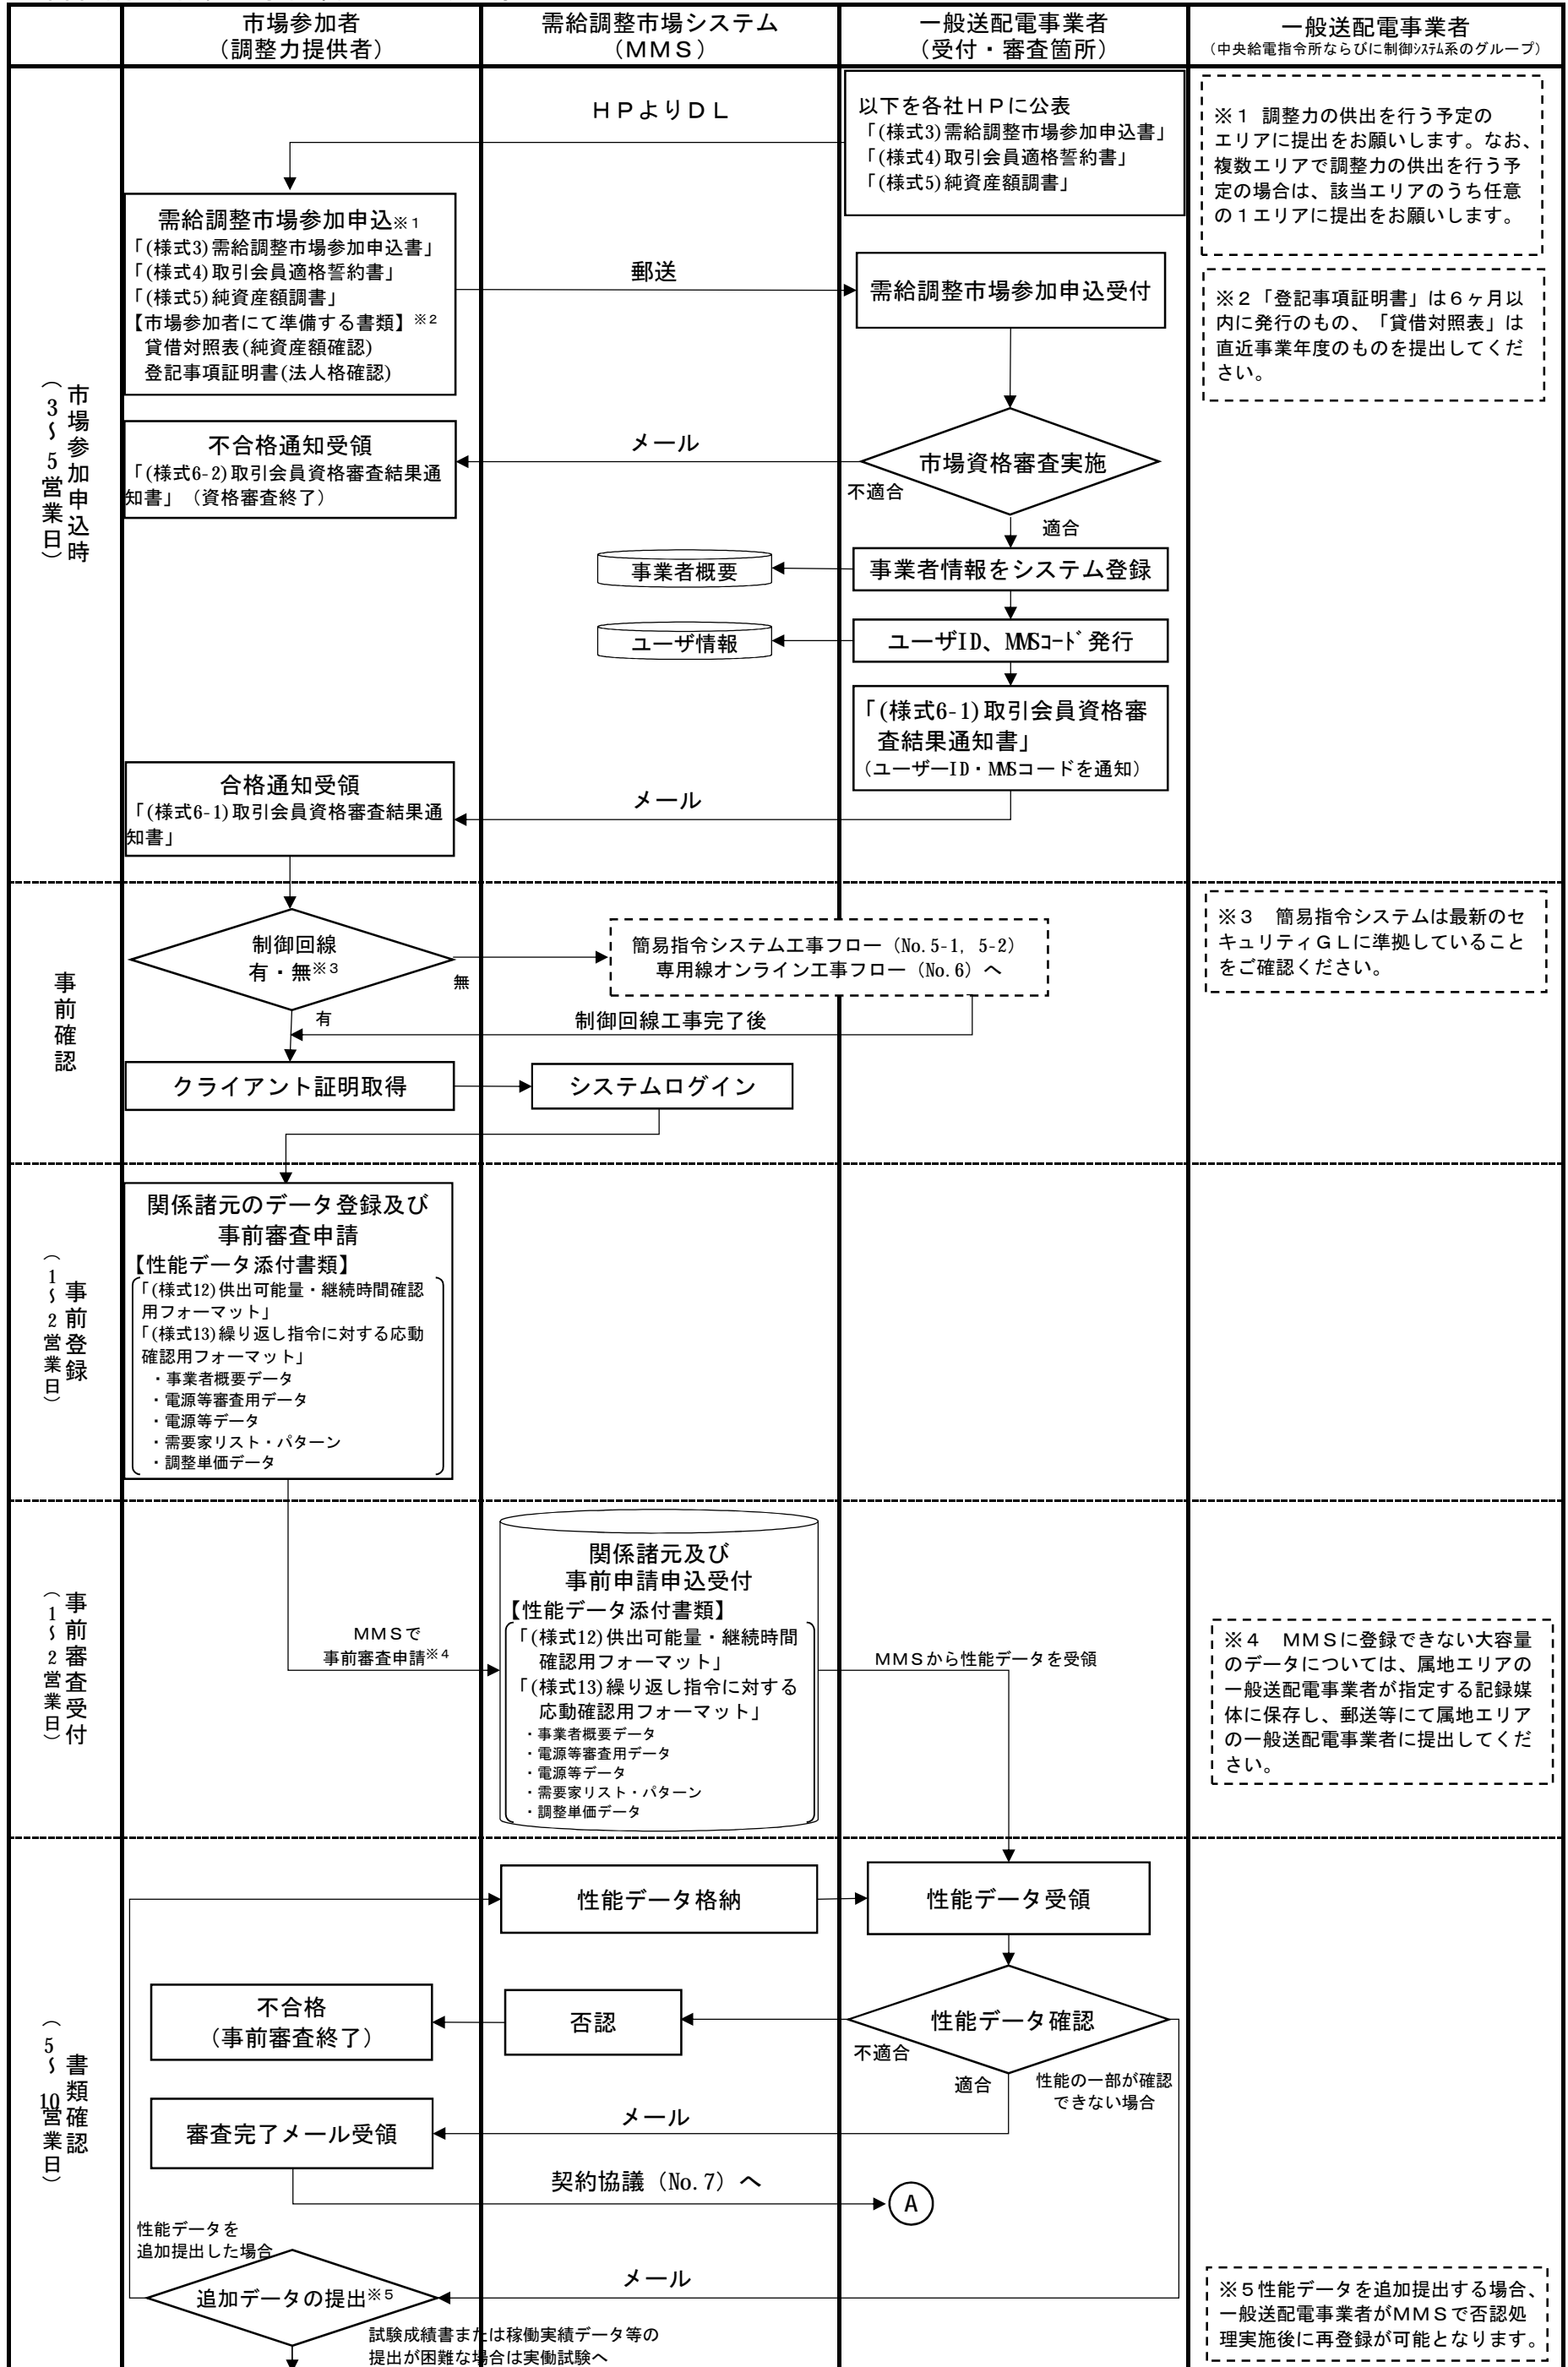 市場参加者
（調整力提供者）
需給調整市場システム
（ＭＭＳ）
一般送配電事業者
（受付・審査箇所）
一般送配電事業者
（中央給電指令所ならびに制御ｼｽﾃﾑ系のグループ）
市場参加申込時
（3～5営業日）
ＨＰよりＤＬ
以下を各社ＨＰに公表
「(様式3)需給調整市場参加申込書」
「(様式4)取引会員適格誓約書」
「(様式5)純資産額調書」
※１ 調整力の供出を行う予定の
エリアに提出をお願いします。なお、
複数エリアで調整力の供出を行う予
定の場合は、該当エリアのうち任意
の１エリアに提出をお願いします。
需給調整市場参加申込※1
「(様式3)需給調整市場参加申込書」
「(様式4)取引会員適格誓約書」
「(様式5)純資産額調書」
【市場参加者にて準備する書類】※2
貸借対照表(純資産額確認)
登記事項証明書(法人格確認)
郵送
需給調整市場参加申込受付
※２「登記事項証明書」は６ヶ月以
内に発行のもの、「貸借対照表」は
直近事業年度のものを提出してくだ
さい。
不合格通知受領
「(様式6-2)取引会員資格審査結果通
知書」（資格審査終了）
メール
市場資格審査実施
不適合
適合
事業者概要
事業者情報をシステム登録
ユーザ情報
ユーザID、MMSｺｰﾄﾞ発行
「(様式6-1)取引会員資格審
査結果通知書」
（ユーザーID・MMSコードを通知）
合格通知受領
「(様式6-1)取引会員資格審査結果通
知書」
メール
事前確認
制御回線
有・無※3
無
有
簡易指令システム工事フロー（No.5-1, 5-2）
専用線オンライン工事フロー（No.6）へ
制御回線工事完了後
※３　簡易指令システムは最新のセ
キュリティＧＬに準拠していること
をご確認ください。
クライアント証明取得
システムログイン
事前登録
（1～2営業日）
関係諸元のデータ登録及び
事前審査申請
【性能データ添付書類】
「(様式12)供出可能量・継続時間確認
用フォーマット」
「(様式13)繰り返し指令に対する応動
確認用フォーマット」
・事業者概要データ
・電源等審査用データ
・電源等データ
・需要家リスト・パターン
・調整単価データ
事前審査受付
（1～2営業日）
ＭＭＳで
事前審査申請※4
関係諸元及び
事前申請申込受付
【性能データ添付書類】
「(様式12)供出可能量・継続時間
確認用フォーマット」
「(様式13)繰り返し指令に対する
応動確認用フォーマット」
・事業者概要データ
・電源等審査用データ
・電源等データ
・需要家リスト・パターン
・調整単価データ
ＭＭＳから性能データを受領
※４　ＭＭＳに登録できない大容量
のデータについては、属地エリアの
一般送配電事業者が指定する記録媒
体に保存し、郵送等にて属地エリア
の一般送配電事業者に提出してくだ
さい。
書類確認
（5～10営業日）
性能データ格納
性能データ受領
不合格
（事前審査終了）
否認
性能データ確認
不適合
適合
性能の一部が確認
できない場合
審査完了メール受領
メール
契約協議（No.7）へ
A
性能データを
追加提出した場合
追加データの提出※5
メール
試験成績書または稼働実績データ等の
提出が困難な場合は実働試験へ
※５性能データを追加提出する場合、
一般送配電事業者がＭＭＳで否認処
理実施後に再登録が可能となります。